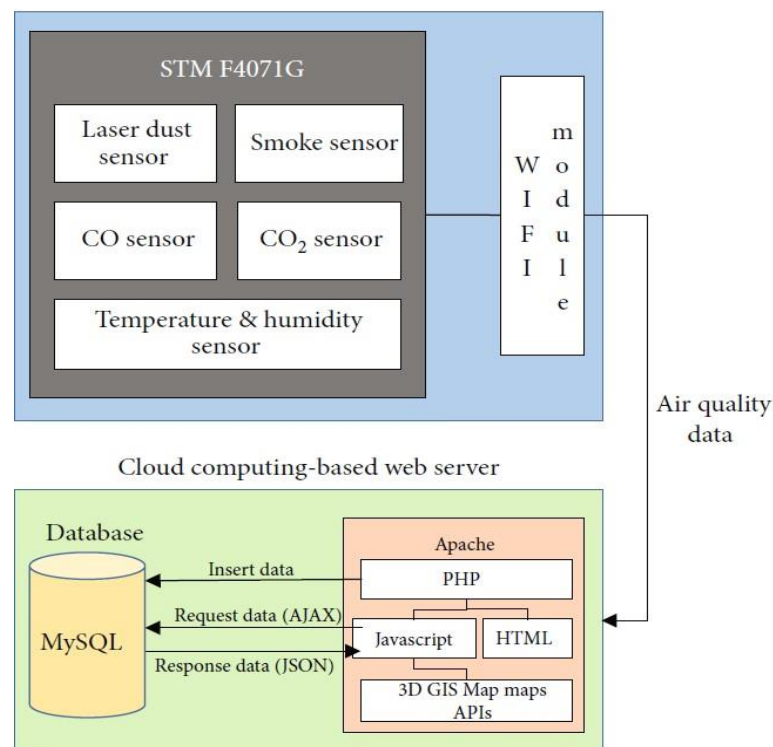 STM F4071G
Laser dust
sensor
Smoke sensor
CO sensor
CO₂ sensor
Temperature & humidity
sensor
WIFI
module
Air quality
data
Cloud computing-based web server
Database
MySQL
Insert data
Request data (AJAX)
Response data (JSON)
Apache
PHP
Javascript
HTML
3D GIS Map maps
APIs